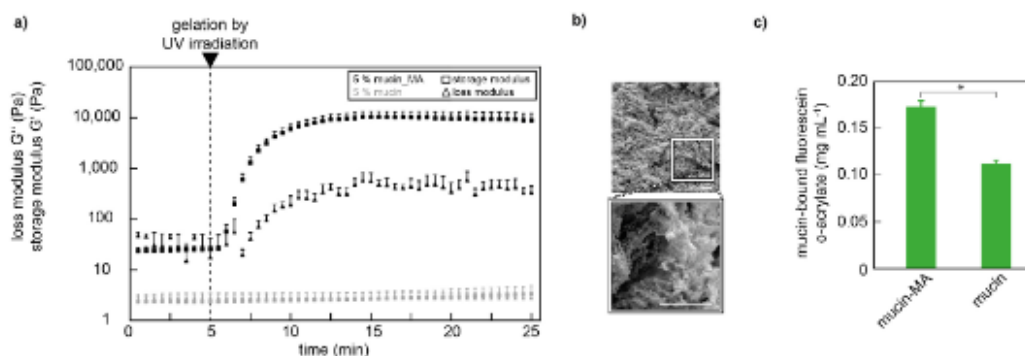 a)
gelation by
UV irradiation
loss modulus G'' (Pa)
storage modulus G' (Pa)
100,000
10,000
1,000
100
10
1
5 % mucin_MA
storage modulus
5 % mucin
loss modulus
0
5
10
15
20
25
time (min)
b)
c)
mucin-bound fluorescein
o-acrylate (mg mL-1)
0.20
0.15
0.10
0.05
0
*
mucin-MA
mucin